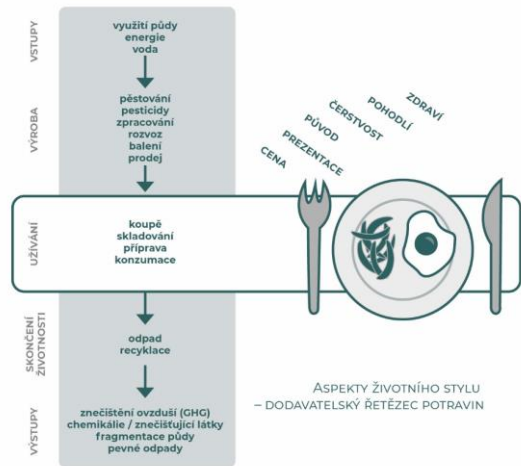 VSTUPY
využití půdy
energie
voda
VÝROBA
pěstování
pesticidy
zpracování
rozvoz
balení
prodej
CENA
PREZENTACE
PŮVOD
ČERSTVOST
POHODLÍ
ZDRAVÍ
UŽÍVÁNÍ
koupě
skladování
příprava
konzumace
SKONČENÍ
ŽIVOTNOSTI
odpad
recyklace
VÝSTUPY
znečištění ovzduší (GHG)
chemikálie / znečišťující látky
fragmentace půdy
pevné odpady
ASPEKTY ŽIVOTNÍHO STYLU
– DODAVATELSKÝ ŘETĚZEC POTRAVIN